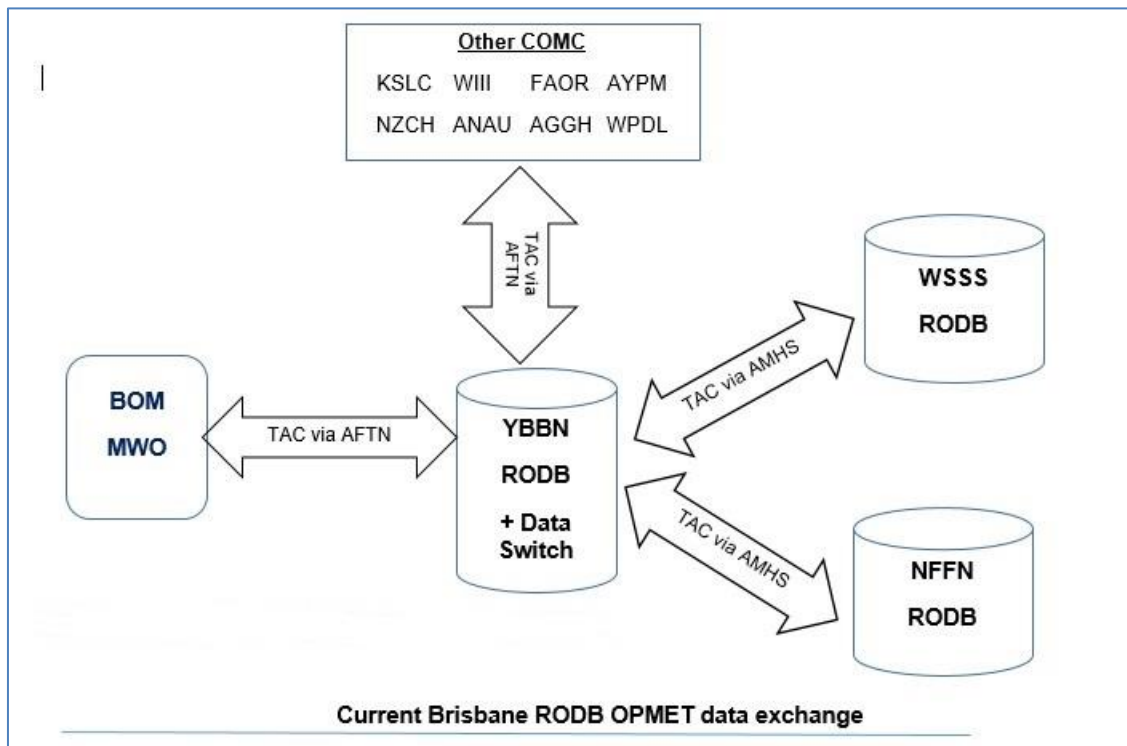 Other COMC
KSLC WIII FAOR AYPM
NZCH ANAU AGGH WPDL
TAC via
AFTN
WSSS
RODB
TAC via AMHS
BOM
MWO
TAC via AFTN
YBBN
RODB
+ Data
Switch
TAC via AMHS
NFFN
RODB
Current Brisbane RODB OPMET data exchange